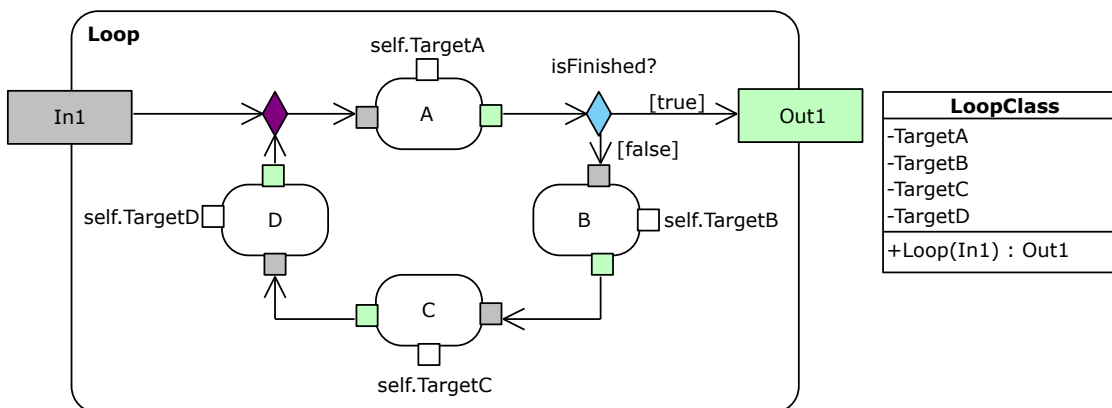 Loop
self.TargetA
isFinished?
In1
A
[true]
Out1
[false]
self.TargetD
D
B
self.TargetB
C
self.TargetC
LoopClass
-TargetA
-TargetB
-TargetC
-TargetD
+Loop(In1) : Out1